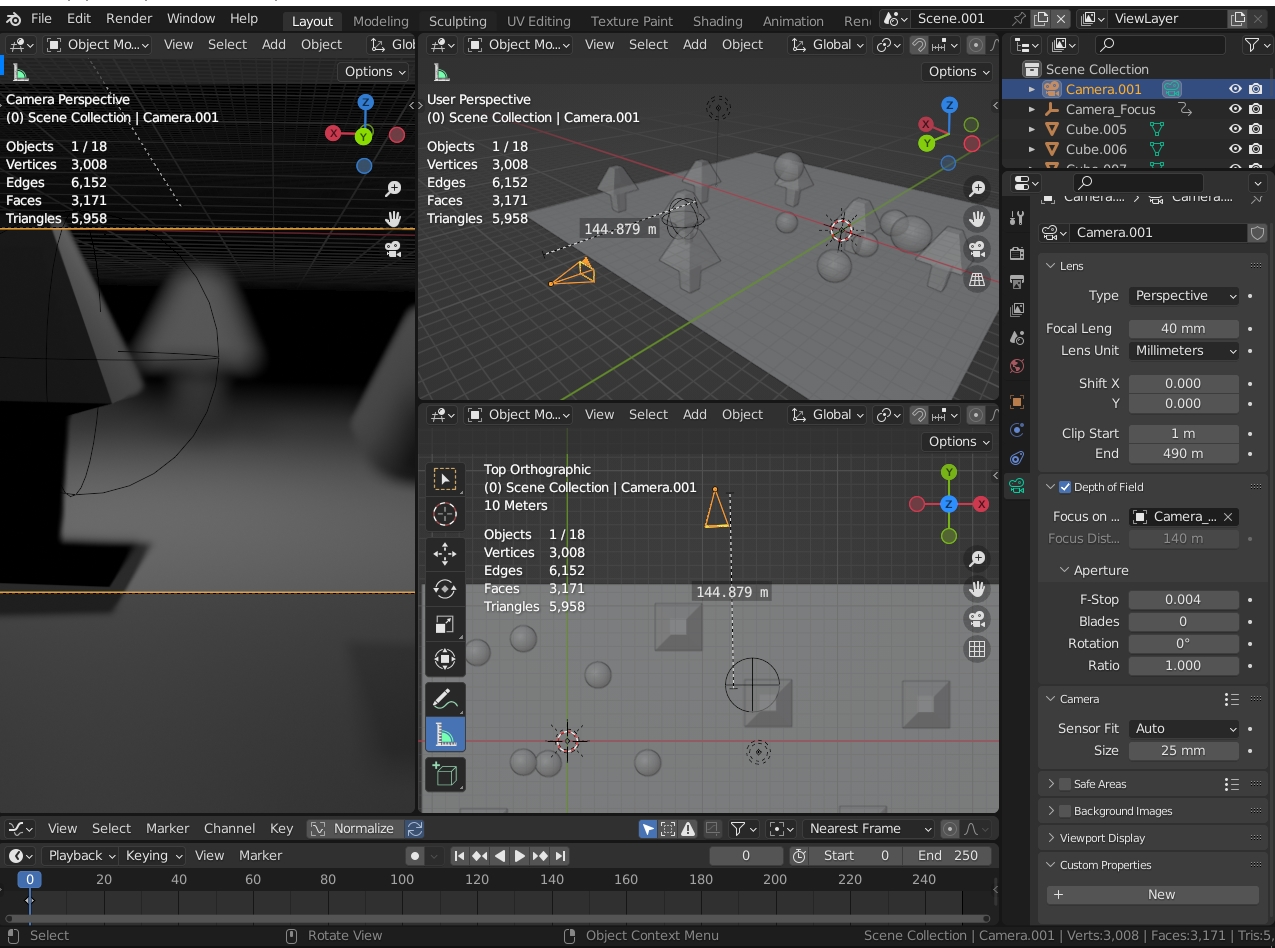 File Edit Render Window Help Layout Modeling Sculpting UV Editing Texture Paint Shading Animation Scene.001 ViewLayer
Object Mo... View Select Add Object Glo
Options
Camera Perspective
(0) Scene Collection | Camera.001
Z
X Y
Objects 1 / 18
Vertices 3,008
Edges 6,152
Faces 3,171
Triangles 5,958
Object Mo... View Select Add Object Global
Options
User Perspective
(0) Scene Collection | Camera.001
Z
X
Y
Objects 1 / 18
Vertices 3,008
Edges 6,152
Faces 3,171
Triangles 5,958
144.879 m
Object Mo... View Select Add Object Global
Options
Top Orthographic
(0) Scene Collection | Camera.001
10 Meters
Y
Z X
Objects 1 / 18
Vertices 3,008
Edges 6,152
Faces 3,171
Triangles 5,958
144.879 m
Scene Collection
Camera.001
Camera_Focus
Cube.005
Cube.006
Camera.... Camera....
Camera.001
Lens
Type Perspective
Focal Leng 40 mm
Lens Unit Millimeters
Shift X 0.000
Y 0.000
Clip Start 1 m
End 490 m
Depth of Field
Focus on ... Camera_...
Focus Dist... 140 m
Aperture
F-Stop 0.004
Blades 0
Rotation 0°
Ratio 1.000
Camera
Sensor Fit Auto
Size 25 mm
Safe Areas
Background Images
Viewport Display
Custom Properties
+ New
View Select Marker Channel Key Normalize Nearest Frame
Playback Keying View Marker 0 Start 0 End 250
0 20 40 60 80 100 120 140 160 180 200 220 240
Select Rotate View Object Context Menu Scene Collection | Camera.001 | Verts:3,008 | Faces:3,171 | Tris:5,